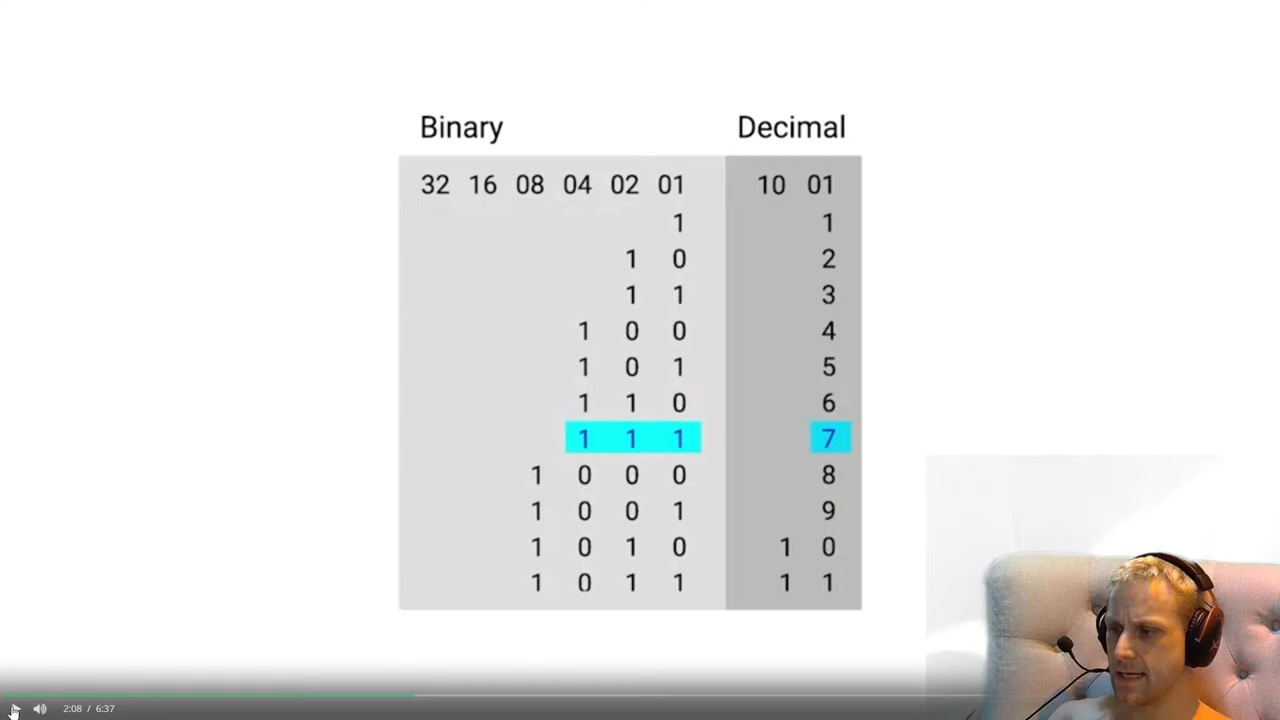 Binary Decimal
32 16 08 04 02 01 10 01
1 1
1 0 2
1 1 3
1 0 0 4
1 0 1 5
1 1 0 6
1 1 1 7
1 0 0 0 8
1 0 0 1 9
1 0 1 0 1 0
1 0 1 1 1 1
2:08 / 6:37